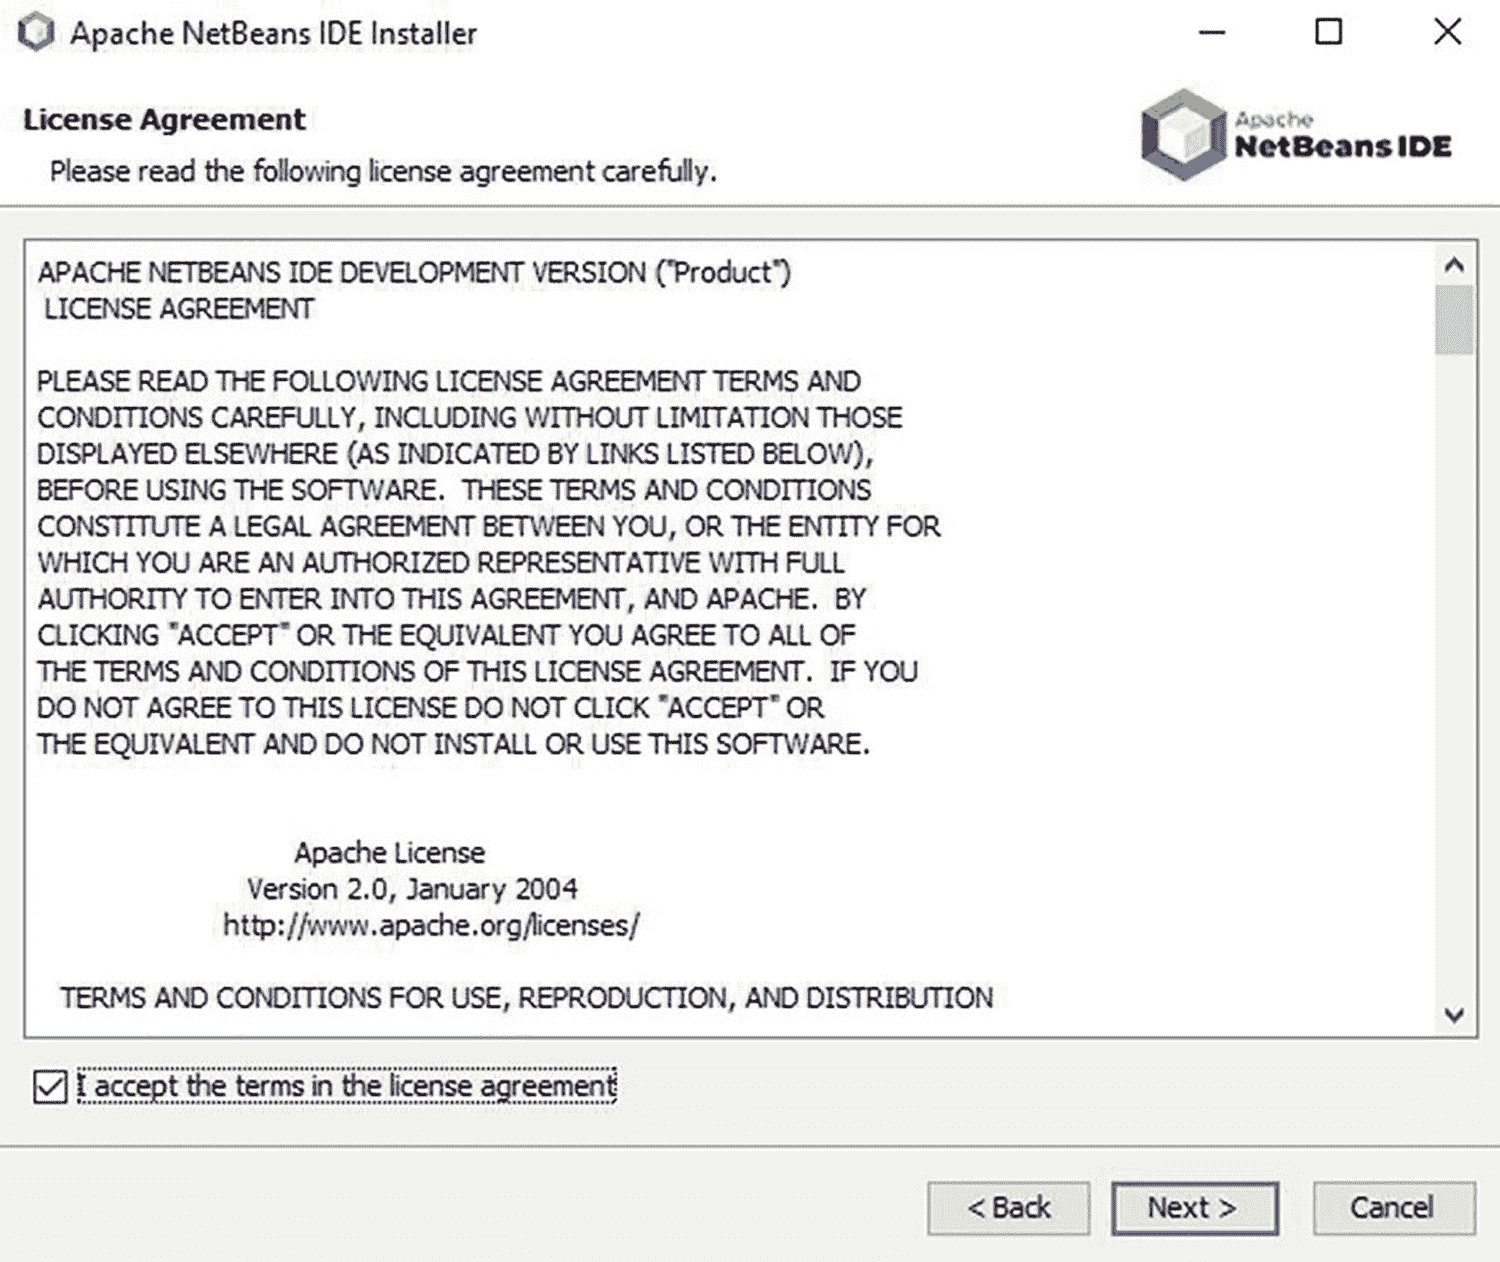 Apache NetBeans IDE Installer
License Agreement
Please read the following license agreement carefully.
Apache
NetBeans IDE
APACHE NETBEANS IDE DEVELOPMENT VERSION ("Product")
LICENSE AGREEMENT
PLEASE READ THE FOLLOWING LICENSE AGREEMENT TERMS AND
CONDITIONS CAREFULLY, INCLUDING WITHOUT LIMITATION THOSE
DISPLAYED ELSEWHERE (AS INDICATED BY LINKS LISTED BELOW),
BEFORE USING THE SOFTWARE.  THESE TERMS AND CONDITIONS
CONSTITUTE A LEGAL AGREEMENT BETWEEN YOU, OR THE ENTITY FOR
WHICH YOU ARE AN AUTHORIZED REPRESENTATIVE WITH FULL
AUTHORITY TO ENTER INTO THIS AGREEMENT, AND APACHE.  BY
CLICKING "ACCEPT" OR THE EQUIVALENT YOU AGREE TO ALL OF
THE TERMS AND CONDITIONS OF THIS LICENSE AGREEMENT.  IF YOU
DO NOT AGREE TO THIS LICENSE DO NOT CLICK "ACCEPT" OR
THE EQUIVALENT AND DO NOT INSTALL OR USE THIS SOFTWARE.
Apache License
Version 2.0, January 2004
http://www.apache.org/licenses/
TERMS AND CONDITIONS FOR USE, REPRODUCTION, AND DISTRIBUTION
I accept the terms in the license agreement
< Back
Next >
Cancel